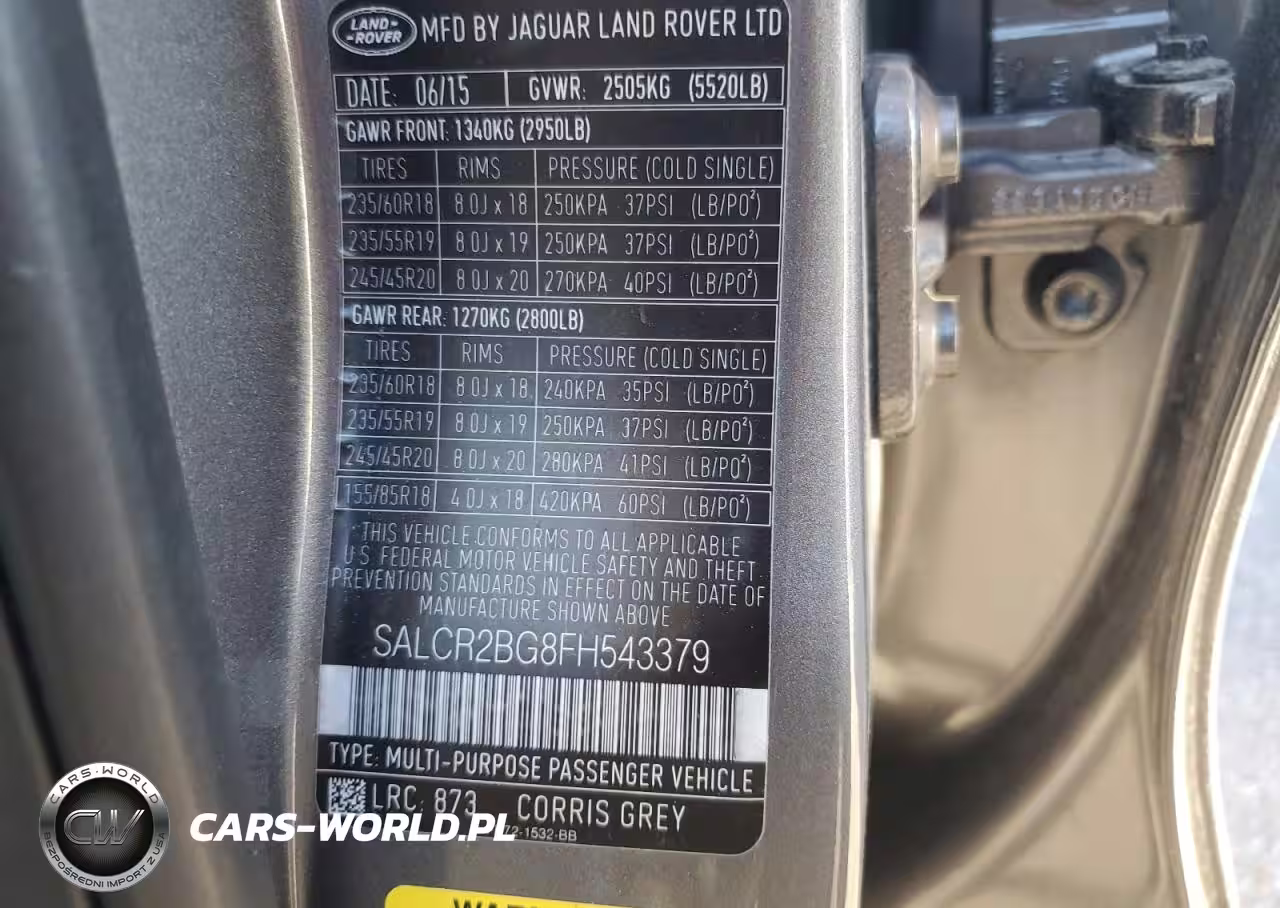 LAND-
-ROVER
MFD BY JAGUAR LAND ROVER LTD
DATE: 06/15 GVWR: 2505KG (5520LB)
GAWR FRONT: 1340KG (2950LB)
TIRES RIMS PRESSURE (COLD SINGLE)
235/60R18 8.0J x 18 250KPA 37PSI (LB/PO²)
235/55R19 8.0J x 19 250KPA 37PSI (LB/PO²)
245/45R20 8.0J x 20 270KPA 40PSI (LB/PO²)
GAWR REAR: 1270KG (2800LB)
TIRES RIMS PRESSURE (COLD SINGLE)
235/60R18 8.0J x 18 240KPA 35PSI (LB/PO²)
235/55R19 8.0J x 19 250KPA 37PSI (LB/PO²)
245/45R20 8.0J x 20 280KPA 41PSI (LB/PO²)
155/85R18 4.0J x 18 420KPA 60PSI (LB/PO²)
THIS VEHICLE CONFORMS TO ALL APPLICABLE
U.S. FEDERAL MOTOR VEHICLE SAFETY AND THEFT
PREVENTION STANDARDS IN EFFECT ON THE DATE OF
MANUFACTURE SHOWN ABOVE
SALCR2BG8FH543379
TYPE: MULTI-PURPOSE PASSENGER VEHICLE
LRC: 873 CORRIS GREY
72-1532-BB
CARS-WORLD
CW
BEZPOŚREDNI IMPORT Z USA
CARS-WORLD.PL